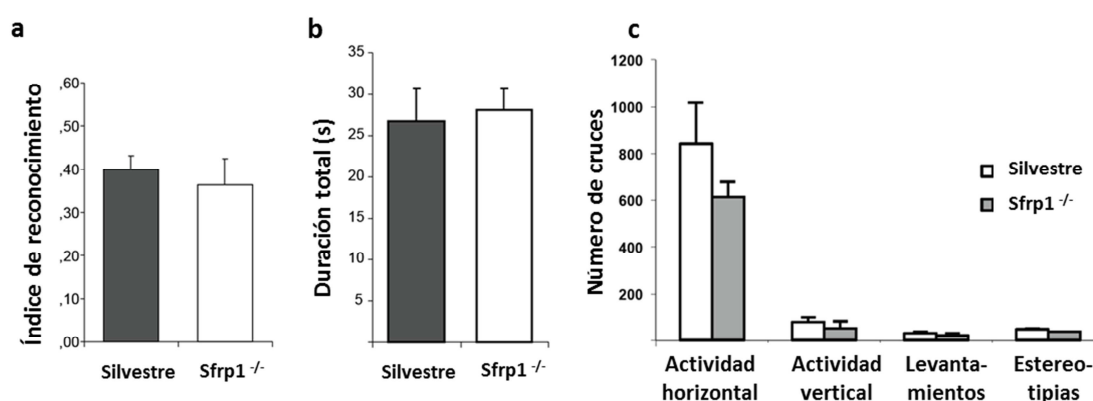 a
Índice de reconocimiento
,60
,50
,40
,30
,20
,10
,00
Silvestre
Sfrp1 -/-
b
Duración total (s)
35
30
25
20
15
10
5
Silvestre
Sfrp1 -/-
c
Número de cruces
1200
1000
800
600
400
200
Silvestre
Sfrp1 -/-
Actividad
horizontal
Actividad
vertical
Levanta-
mientos
Estereo-
tipias